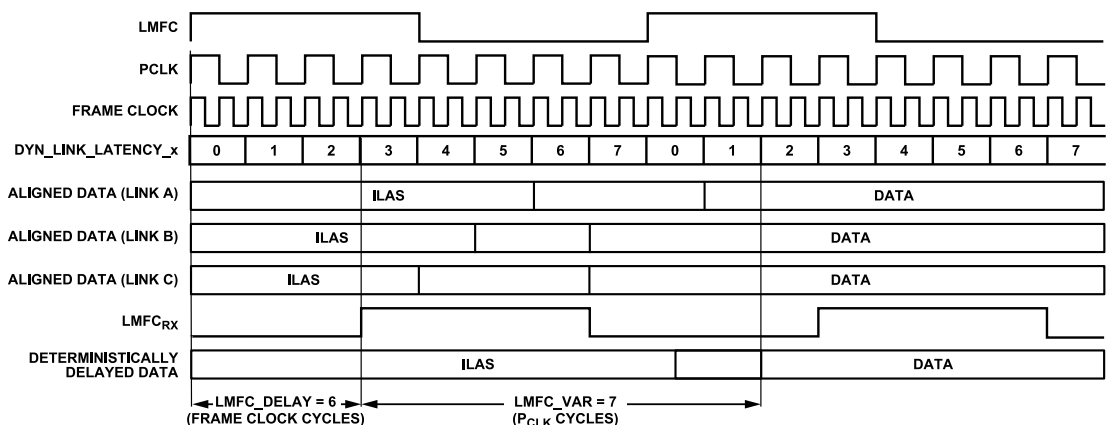 LMFC
PCLK
FRAME CLOCK
DYN_LINK_LATENCY_x 0 1 2 3 4 5 6 7 0 1 2 3 4 5 6 7
ALIGNED DATA (LINK A) ILAS DATA
ALIGNED DATA (LINK B) ILAS DATA
ALIGNED DATA (LINK C) ILAS DATA
LMFCRX
DETERMINISTICALLY
DELAYED DATA ILAS DATA
LMFC_DELAY = 6
(FRAME CLOCK CYCLES)
LMFC_VAR = 7
(PCLK CYCLES)